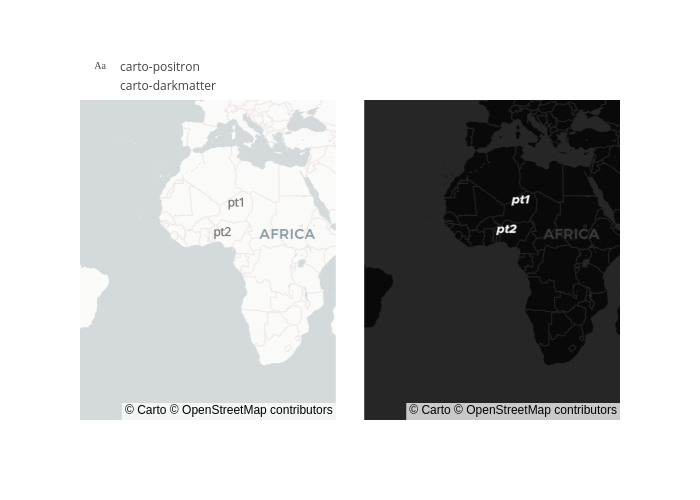 Aa carto-positron
carto-darkmatter
pt1
pt2
AFRICA
© Carto © OpenStreetMap contributors
pt1
pt2
AFRICA
© Carto © OpenStreetMap contributors